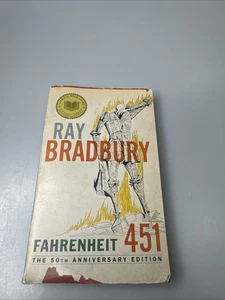 RAY
BRADBURY
FAHRENHEIT 451
THE 50TH ANNIVERSARY EDITION